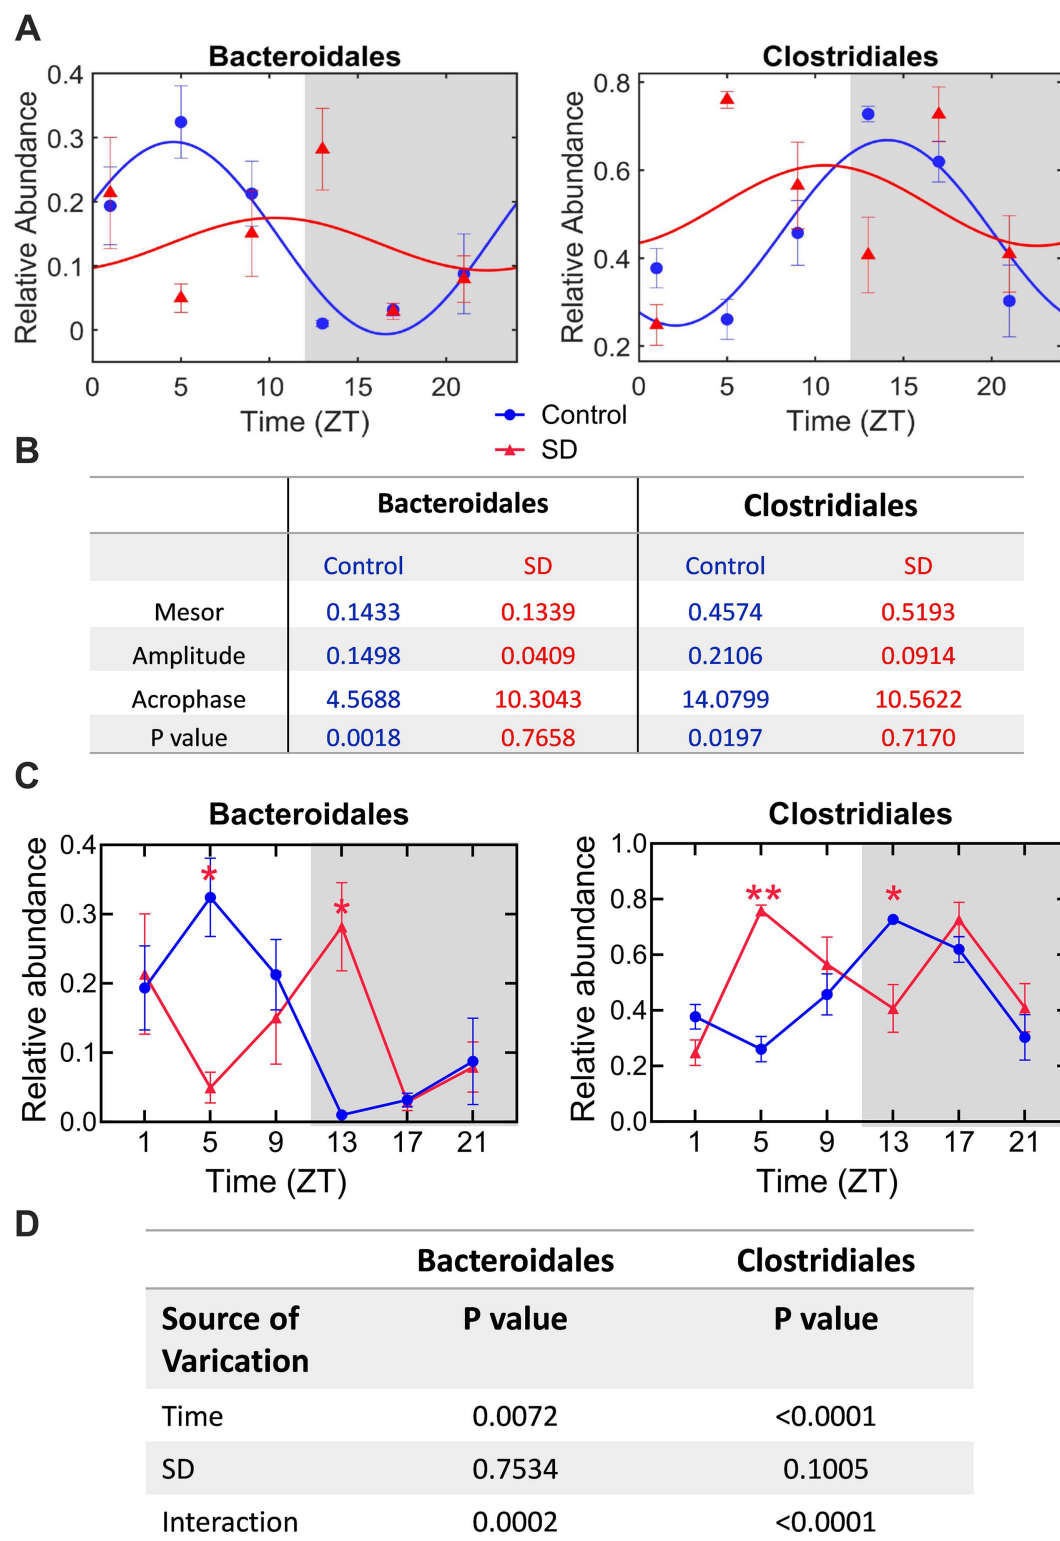 A
Bacteroidales
Clostridiales
Relative Abundance
0.4
0.3
0.2
0.1
0
0 5 10 15 20
Time (ZT)
Relative Abundance
0.8
0.6
0.4
0.2
0 5 10 15 20
Time (ZT)
Control
SD
B
Bacteroidales Clostridiales
Control SD Control SD
Mesor 0.1433 0.1339 0.4574 0.5193
Amplitude 0.1498 0.0409 0.2106 0.0914
Acrophase 4.5688 10.3043 14.0799 10.5622
P value 0.0018 0.7658 0.0197 0.7170
C
Bacteroidales
Clostridiales
Relative abundance
0.4
0.3
0.2
0.1
0.0
* *
1 5 9 13 17 21
Time (ZT)
Relative abundance
1.0
0.8
0.6
0.4
0.2
0.0
** *
1 5 9 13 17 21
Time (ZT)
D
Bacteroidales Clostridiales
Source of P value P value
Varication
Time 0.0072 <0.0001
SD 0.7534 0.1005
Interaction 0.0002 <0.0001